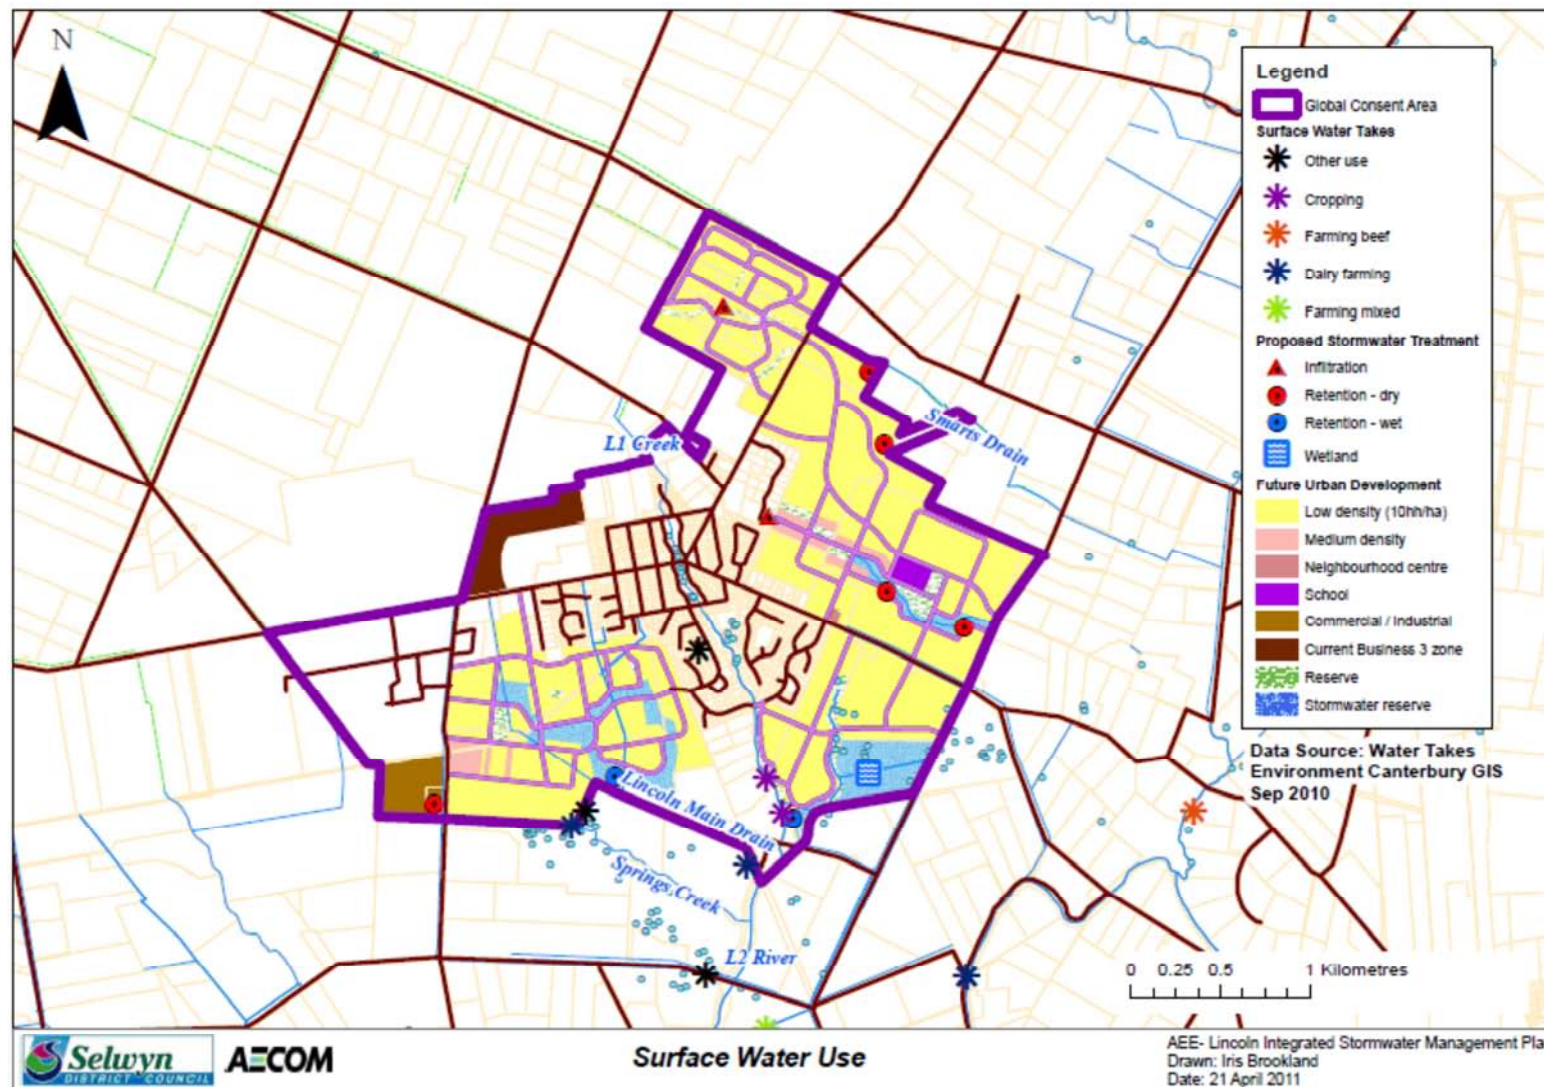 N
Legend
Global Consent Area
Surface Water Takes
Other use
Cropping
Farming beef
Dairy farming
Farming mixed
Proposed Stormwater Treatment
Infiltration
Retention - dry
Retention - wet
Wetland
Future Urban Development
Low density (10hh/ha)
Medium density
Neighbourhood centre
School
Commercial / Industrial
Current Business 3 zone
Reserve
Stormwater reserve
Data Source: Water Takes
Environment Canterbury GIS
Sep 2010
Smarts Drain
L1 Creek
Lincoln Main Drain
Springs Creek
L2 River
0 0.25 0.5 1 Kilometres
Selwyn
DISTRICT COUNCIL
AECOM
Surface Water Use
AEE- Lincoln Integrated Stormwater Management Pla
Drawn: Iris Brookland
Date: 21 April 2011